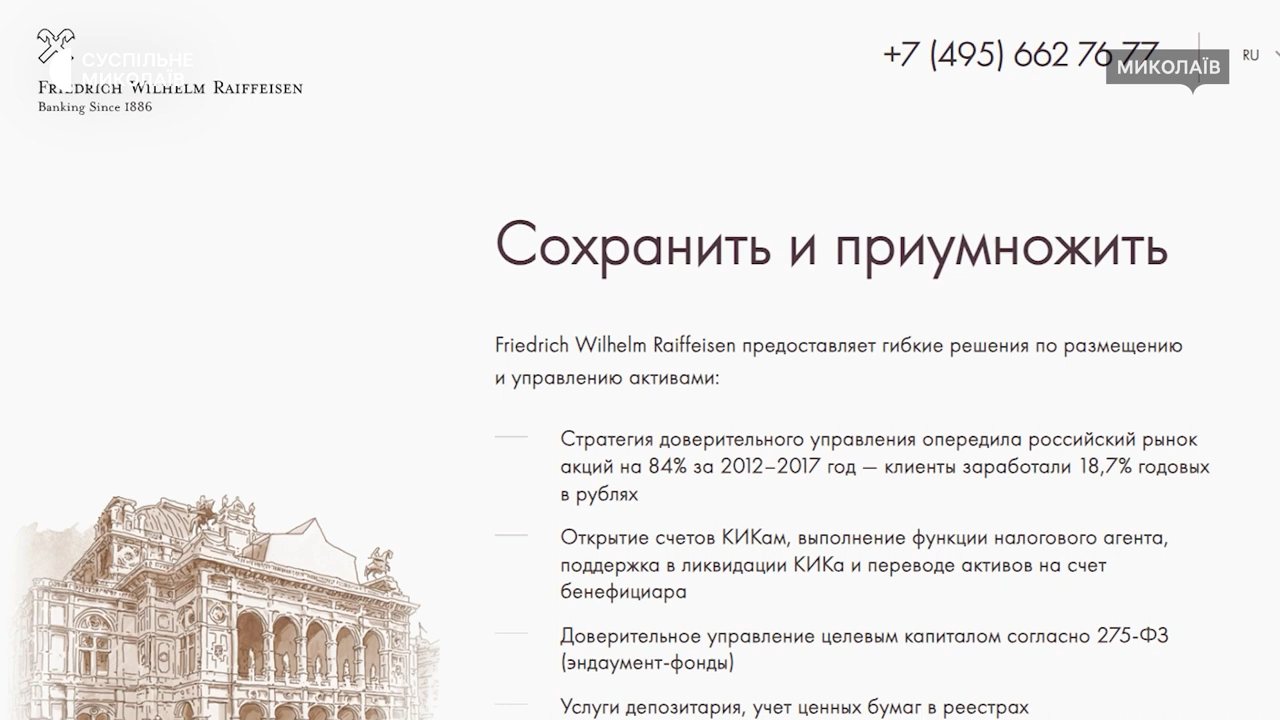 СУСПІЛЬНЕ
МИКОЛАЇВ
Friedrich Wilhelm Raiffeisen
Banking Since 1886
+7 (495) 662 76 77
МИКОЛАЇВ
RU
Сохранить и приумножить
Friedrich Wilhelm Raiffeisen предоставляет гибкие решения по размещению
и управлению активами:
Стратегия доверительного управления опередила российский рынок
акций на 84% за 2012–2017 год — клиенты заработали 18,7% годовых
в рублях
Открытие счетов КИКам, выполнение функции налогового агента,
поддержка в ликвидации КИКа и переводе активов на счет
бенефициара
Доверительное управление целевым капиталом согласно 275-ФЗ
(эндаумент-фонды)
Услуги депозитария, учет ценных бумаг в реестрах